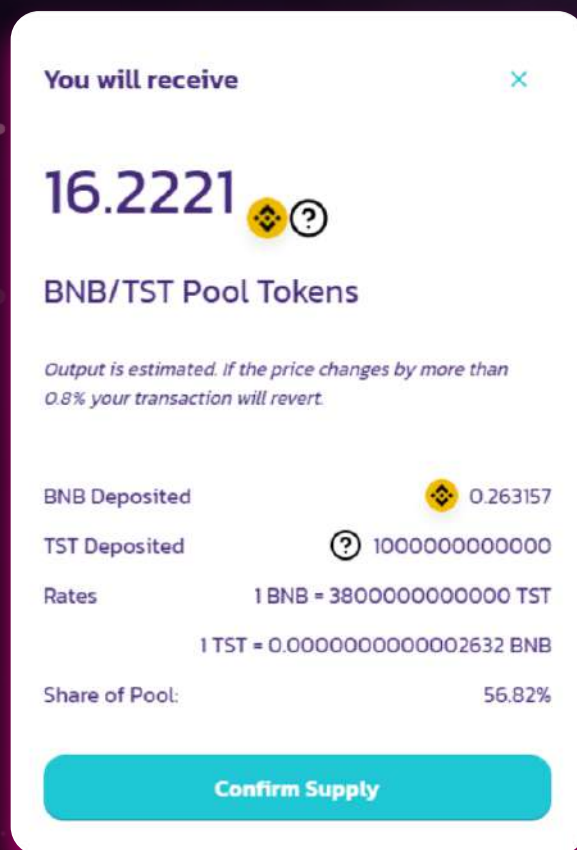 You will receive
16.2221
BNB/TST Pool Tokens
Output is estimated. If the price changes by more than
0.8% your transaction will revert.
BNB Deposited 0.263157
TST Deposited 1000000000000
Rates 1 BNB = 3800000000000 TST
1 TST = 0.0000000000002632 BNB
Share of Pool: 56.82%
Confirm Supply